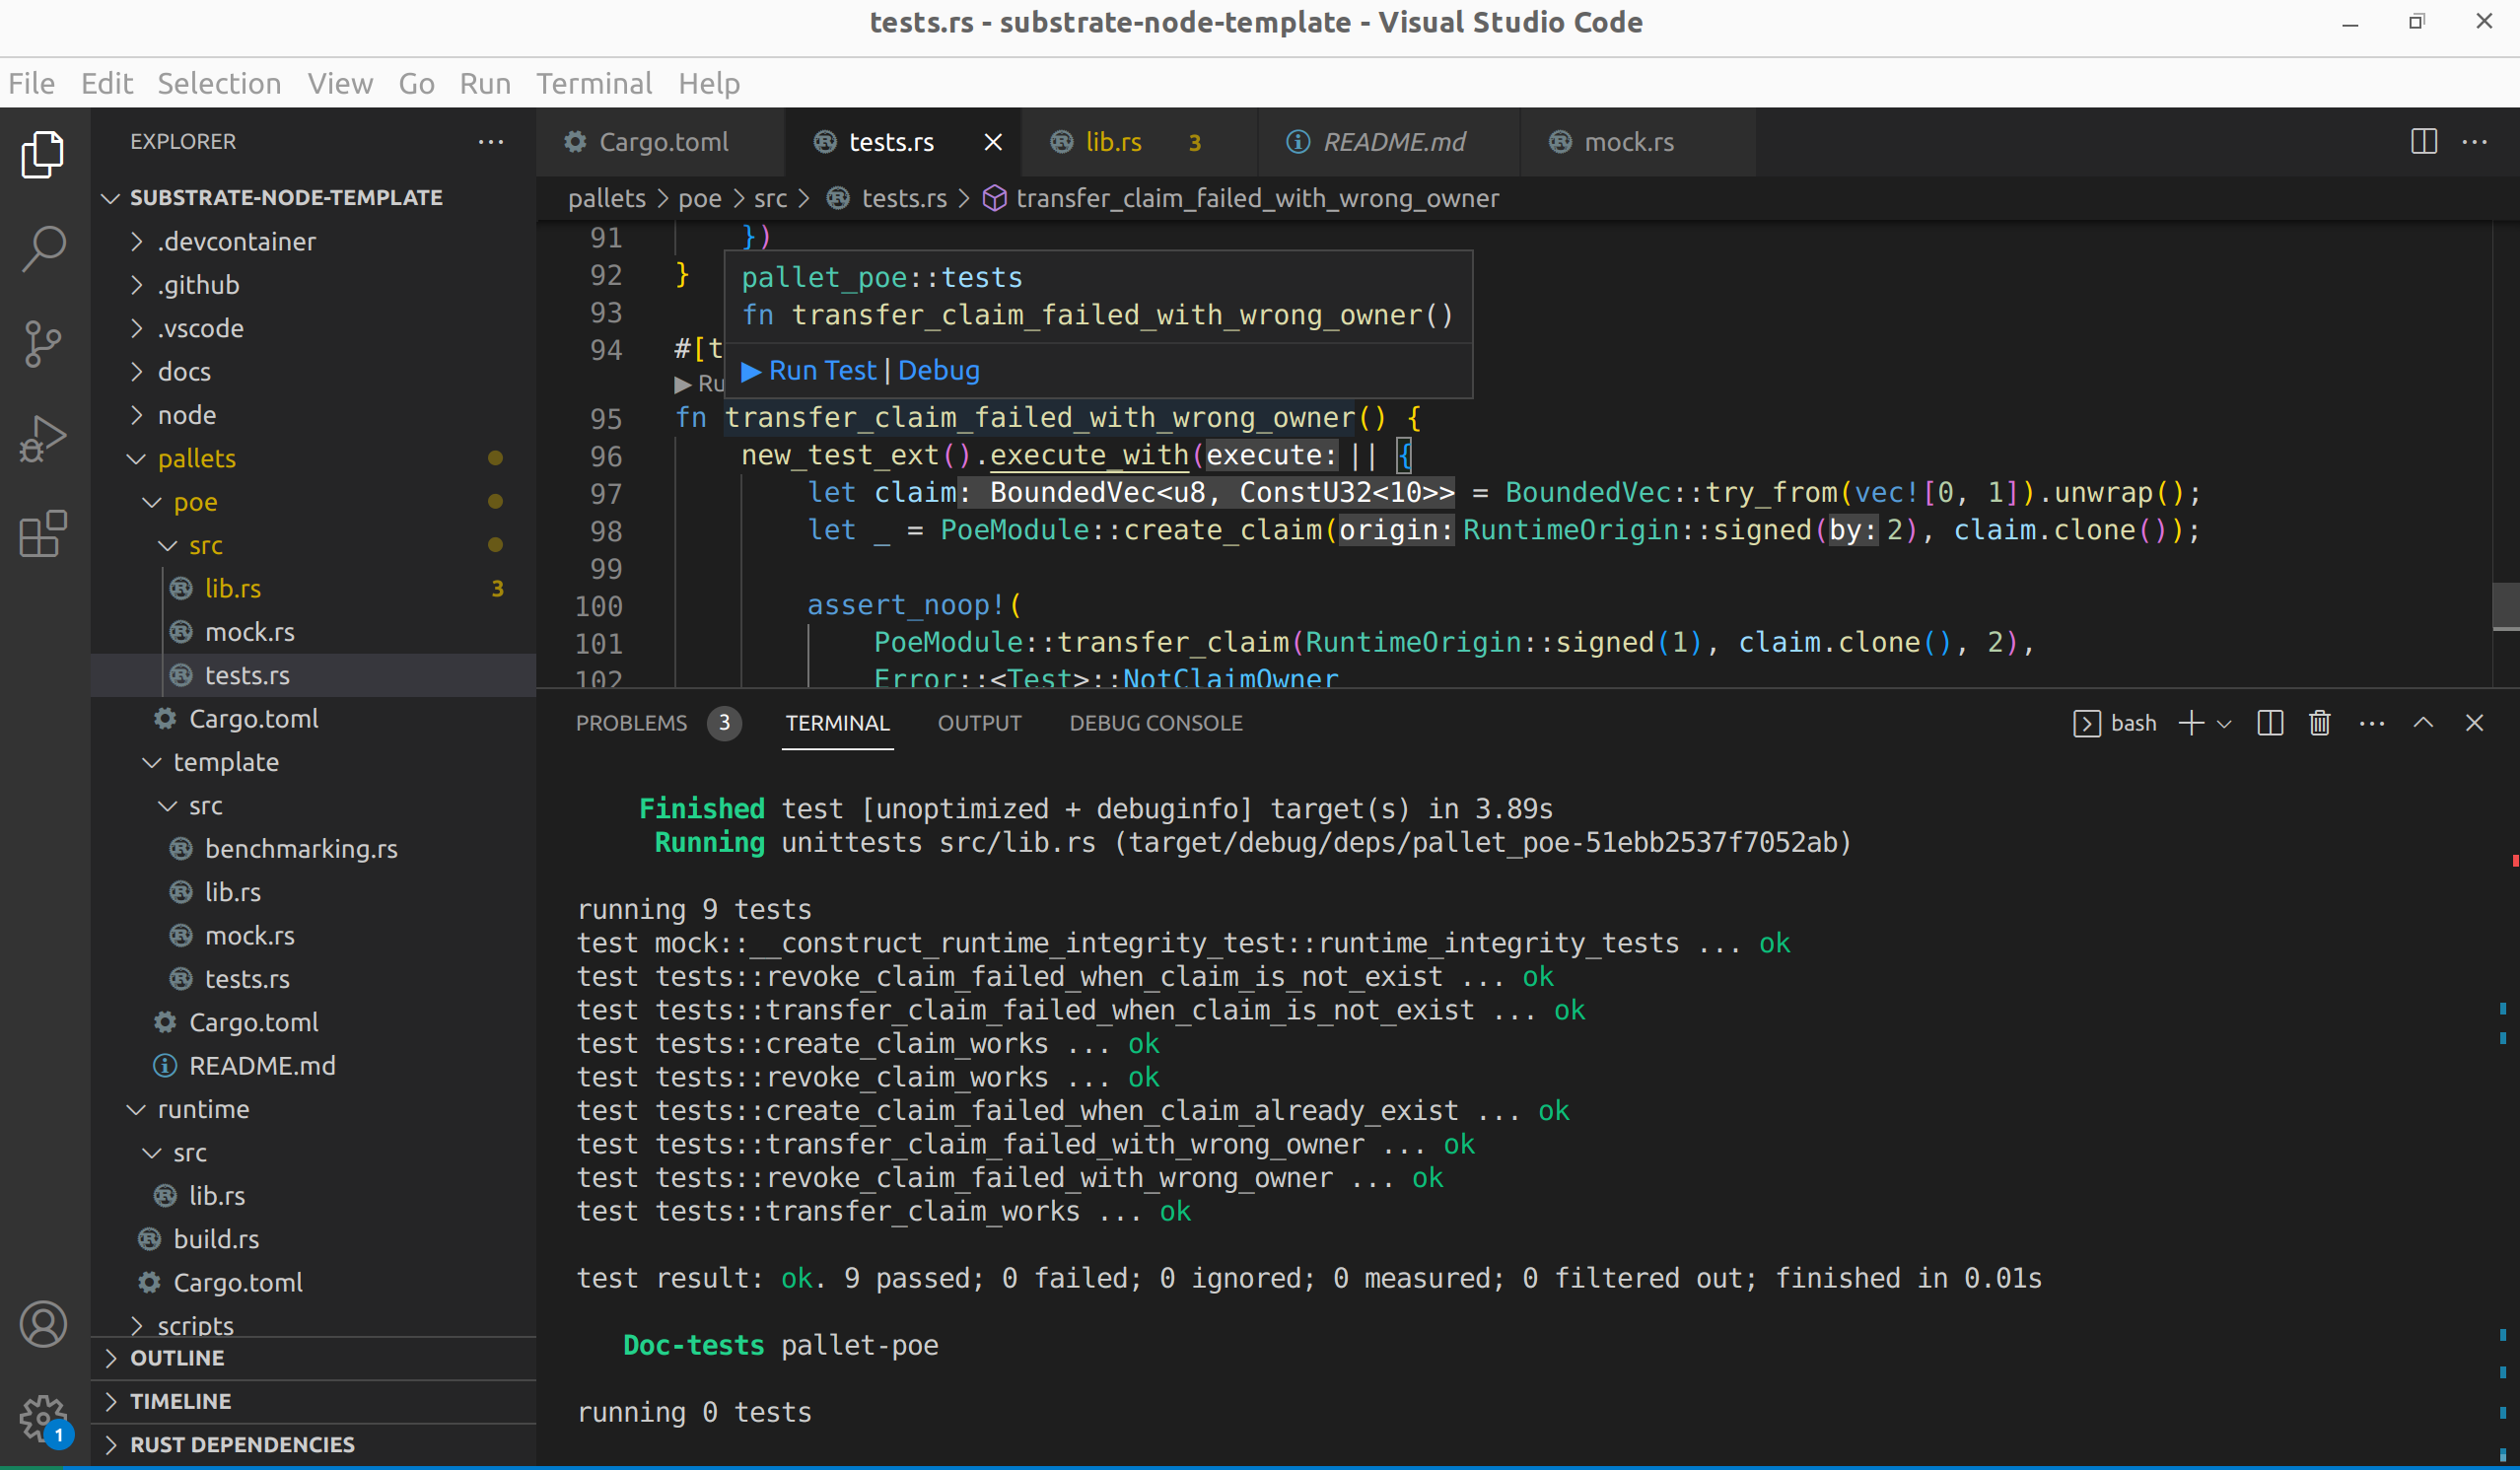 tests.rs - substrate-node-template - Visual Studio Code
File Edit Selection View Go Run Terminal Help
EXPLORER
SUBSTRATE-NODE-TEMPLATE
.devcontainer
.github
.vscode
docs
node
pallets
poe
src
lib.rs 3
mock.rs
tests.rs
Cargo.toml
template
src
benchmarking.rs
lib.rs
mock.rs
tests.rs
Cargo.toml
README.md
runtime
src
lib.rs
build.rs
Cargo.toml
scripts
OUTLINE
TIMELINE
RUST DEPENDENCIES
1
Cargo.toml tests.rs lib.rs 3 README.md mock.rs
pallets > poe > src > tests.rs > transfer_claim_failed_with_wrong_owner
91 })
92 }
93
94 #[t
▶ Ru
pallet_poe::tests
fn transfer_claim_failed_with_wrong_owner()
▶ Run Test | Debug
95 fn transfer_claim_failed_with_wrong_owner() {
96 new_test_ext().execute_with(execute: || {
97 let claim: BoundedVec<u8, ConstU32<10>> = BoundedVec::try_from(vec![0, 1]).unwrap();
98 let _ = PoeModule::create_claim(origin: RuntimeOrigin::signed(by: 2), claim.clone());
99
100 assert_noop!(
101 PoeModule::transfer_claim(RuntimeOrigin::signed(1), claim.clone(), 2),
102 Error::<Test>::NotClaimOwner
PROBLEMS 3 TERMINAL OUTPUT DEBUG CONSOLE bash
Finished test [unoptimized + debuginfo] target(s) in 3.89s
Running unittests src/lib.rs (target/debug/deps/pallet_poe-51ebb2537f7052ab)
running 9 tests
test mock::__construct_runtime_integrity_test::runtime_integrity_tests ... ok
test tests::revoke_claim_failed_when_claim_is_not_exist ... ok
test tests::transfer_claim_failed_when_claim_is_not_exist ... ok
test tests::create_claim_works ... ok
test tests::revoke_claim_works ... ok
test tests::create_claim_failed_when_claim_already_exist ... ok
test tests::transfer_claim_failed_with_wrong_owner ... ok
test tests::revoke_claim_failed_with_wrong_owner ... ok
test tests::transfer_claim_works ... ok
test result: ok. 9 passed; 0 failed; 0 ignored; 0 measured; 0 filtered out; finished in 0.01s
Doc-tests pallet-poe
running 0 tests